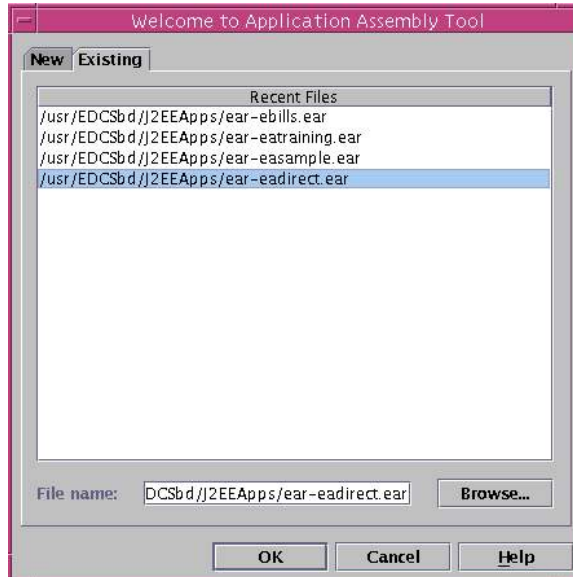 Welcome to Application Assembly Tool
New Existing
Recent Files
/usr/EDCSbd/J2EEApps/ear-ebills.ear
/usr/EDCSbd/J2EEApps/ear-eatraining.ear
/usr/EDCSbd/J2EEApps/ear-easample.ear
/usr/EDCSbd/J2EEApps/ear-eadirect.ear
File name: DCSbd/J2EEApps/ear-eadirect.ear Browse...
OK Cancel Help